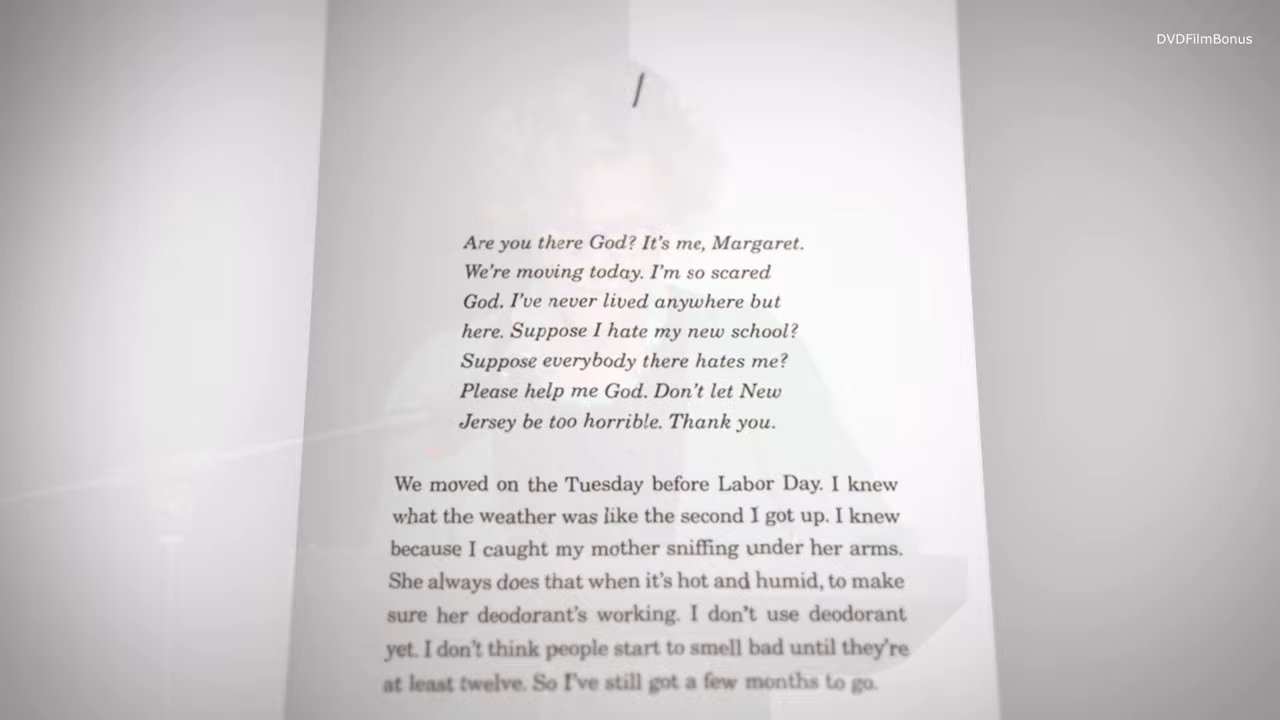 DVDFilmBonus
1
Are you there God? It's me, Margaret.
We're moving today. I'm so scared
God. I've never lived anywhere but
here. Suppose I hate my new school?
Suppose everybody there hates me?
Please help me God. Don't let New
Jersey be too horrible. Thank you.
We moved on the Tuesday before Labor Day. I knew
what the weather was like the second I got up. I knew
because I caught my mother sniffing under her arms.
She always does that when it's hot and humid, to make
sure her deodorant's working. I don't use deodorant
yet. I don't think people start to smell bad until they're
at least twelve. So I've still got a few months to go.